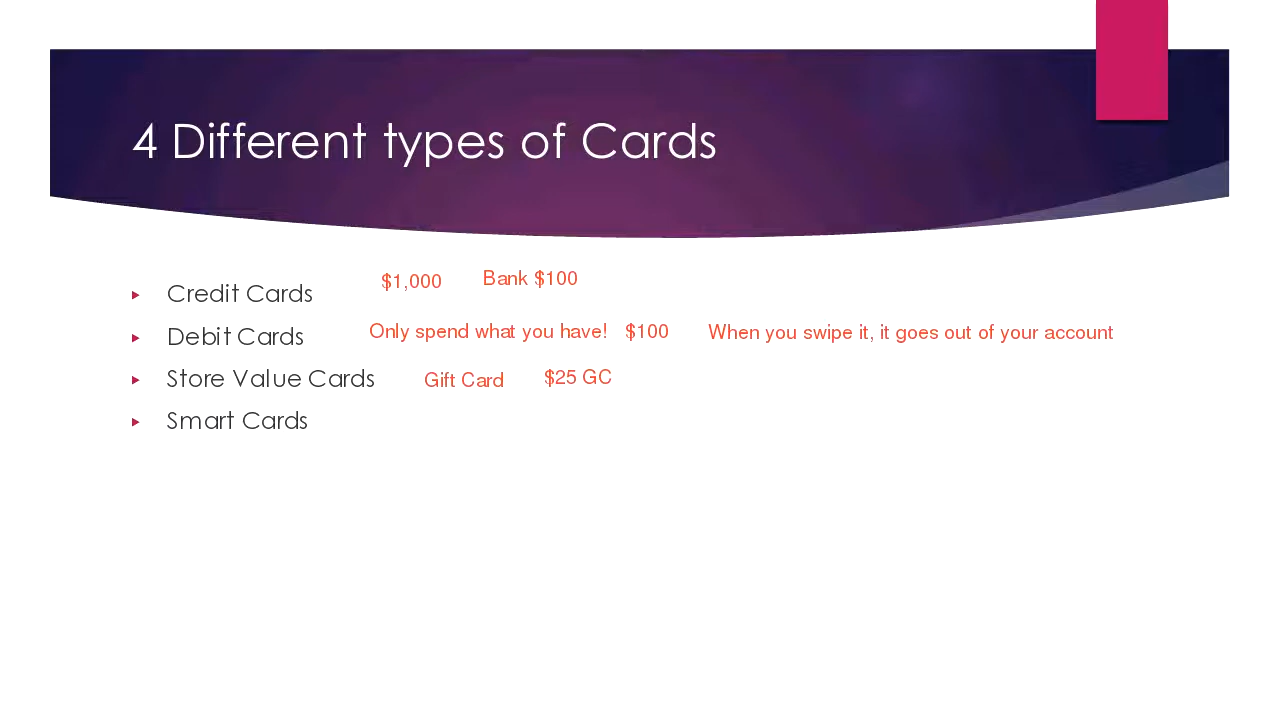 4 Different types of Cards
Credit Cards $1,000 Bank $100
Debit Cards Only spend what you have! $100 When you swipe it, it goes out of your account
Store Value Cards Gift Card $25 GC
Smart Cards